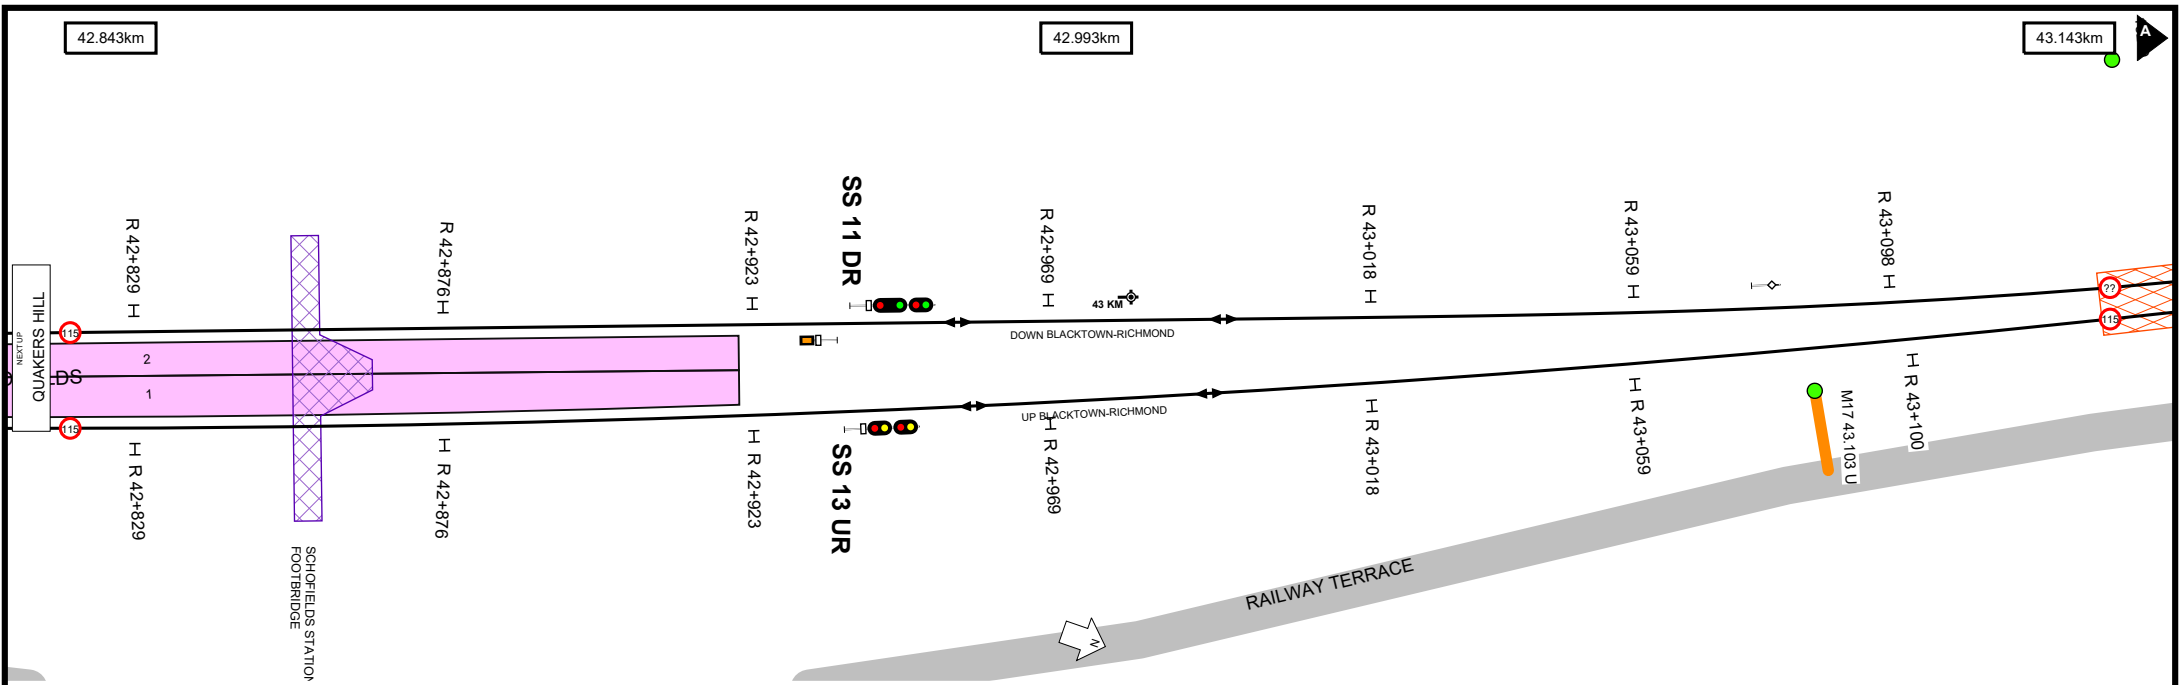 42.843km
42.993km
43.143km
A
R 42+829 H
R 42+876 H
R 42+923 H
SS 11 DR
R 42+969 H
43 KM
R 43+018 H
R 43+059 H
R 43+098 H
NEXT UP
QUAKERS HILL
115
2
LDS
1
115
DOWN BLACKTOWN-RICHMOND
UP BLACKTOWN-RICHMOND
??
115
H R 42+829
H R 42+876
H R 42+923
SS 13 UR
H R 42+969
H R 43+018
H R 43+059
M17 43.103 U
H R 43+100
SCHOFIELDS STATION
FOOTBRIDGE
RAILWAY TERRACE
N